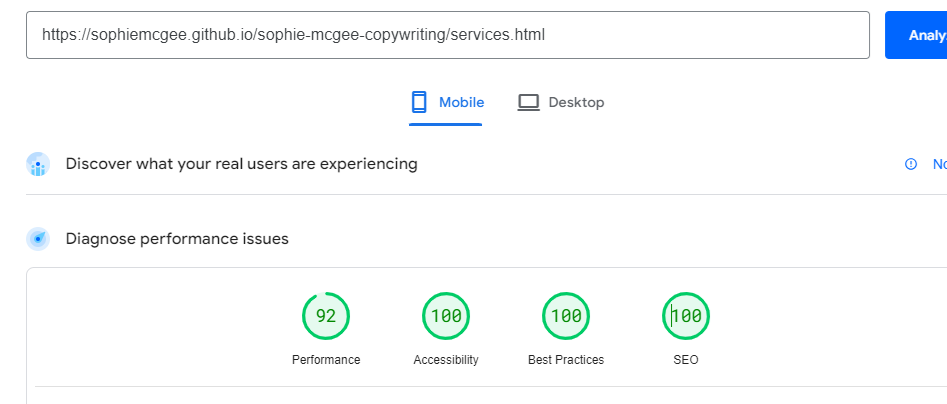 https://sophiemcgee.github.io/sophie-mcgee-copywriting/services.html
Analy
Mobile
Desktop
Discover what your real users are experiencing
No
Diagnose performance issues
92
100
100
100
Performance
Accessibility
Best Practices
SEO